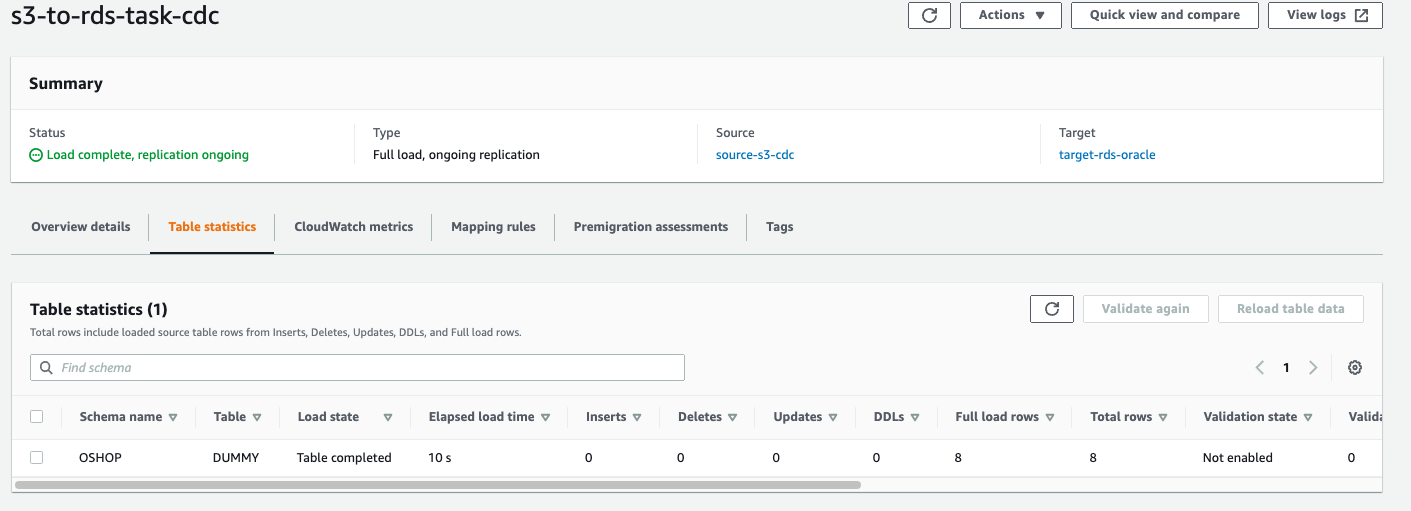 s3-to-rds-task-cdc
Actions
Quick view and compare
View logs
Summary
Status
Type
Source
Target
Load complete, replication ongoing
Full load, ongoing replication
source-s3-cdc
target-rds-oracle
Overview details
Table statistics
CloudWatch metrics
Mapping rules
Premigration assessments
Tags
Table statistics (1)
Validate again
Reload table data
Total rows include loaded source table rows from Inserts, Deletes, Updates, DDLs, and Full load rows.
Find schema
1
Schema name Table Load state Elapsed load time Inserts Deletes Updates DDLs Full load rows Total rows Validation state Valida
OSHOP DUMMY Table completed 10 s 0 0 0 0 8 8 Not enabled 0